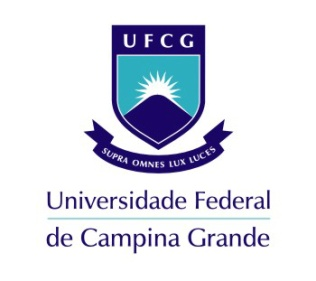 UFCG
SUPRA OMNES LUX LUCES
Universidade Federal
de Campina Grande